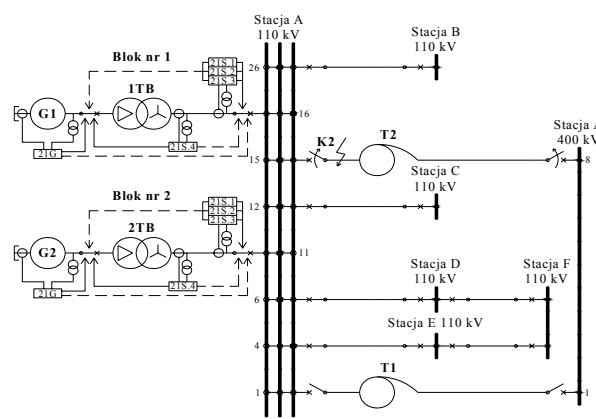 Stacja A
110 kV
Stacja B
110 kV
Blok nr 1
21S.1
21S.2
21S.3
26
1TB
G1
16
21G
21S.4
K2
T2
Stacja A
400 kV
15
8
Stacja C
110 kV
Blok nr 2
21S.1
21S.2
21S.3
12
2TB
G2
11
21G
21S.4
Stacja D
110 kV
Stacja F
110 kV
6
Stacja E 110 kV
4
T1
1
1